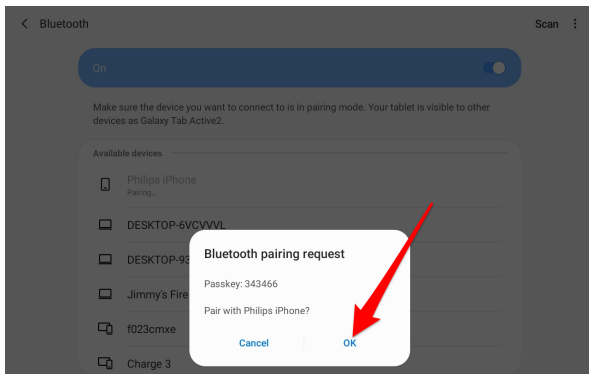 Bluetooth
Scan
On
Make sure the device you want to connect to is in pairing mode. Your tablet is visible to other
devices as Galaxy Tab Active2.
Available devices
Philips iPhone
Pairing...
DESKTOP-6VCVVVL
DESKTOP-93
Jimmy's Fire
f023cmxe
Charge 3
Bluetooth pairing request
Passkey: 343466
Pair with Philips iPhone?
Cancel
OK